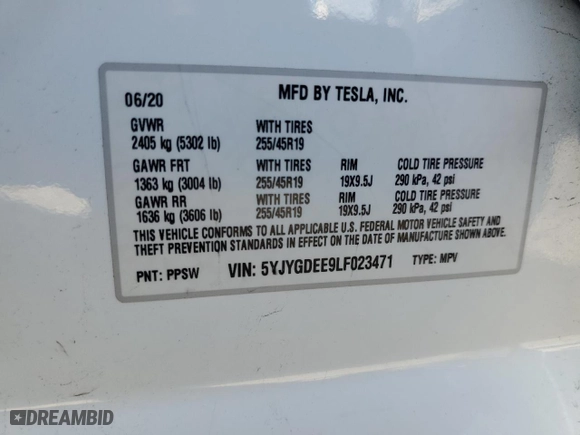 06/20 MFD BY TESLA, INC.
GVWR WITH TIRES
2405 kg (5302 lb) 255/45R19
GAWR FRT WITH TIRES RIM COLD TIRE PRESSURE
1363 kg (3004 lb) 255/45R19 19X9.5J 290 kPa, 42 psi
GAWR RR WITH TIRES RIM COLD TIRE PRESSURE
1636 kg (3606 lb) 255/45R19 19X9.5J 290 kPa, 42 psi
THIS VEHICLE CONFORMS TO ALL APPLICABLE U.S. FEDERAL MOTOR VEHICLE SAFETY AND
THEFT PREVENTION STANDARDS IN EFFECT ON THE DATE OF MANUFACTURE SHOWN ABOVE.
PNT: PPSW VIN: 5YJYGDEE9LF023471 TYPE: MPV
DREAMBID